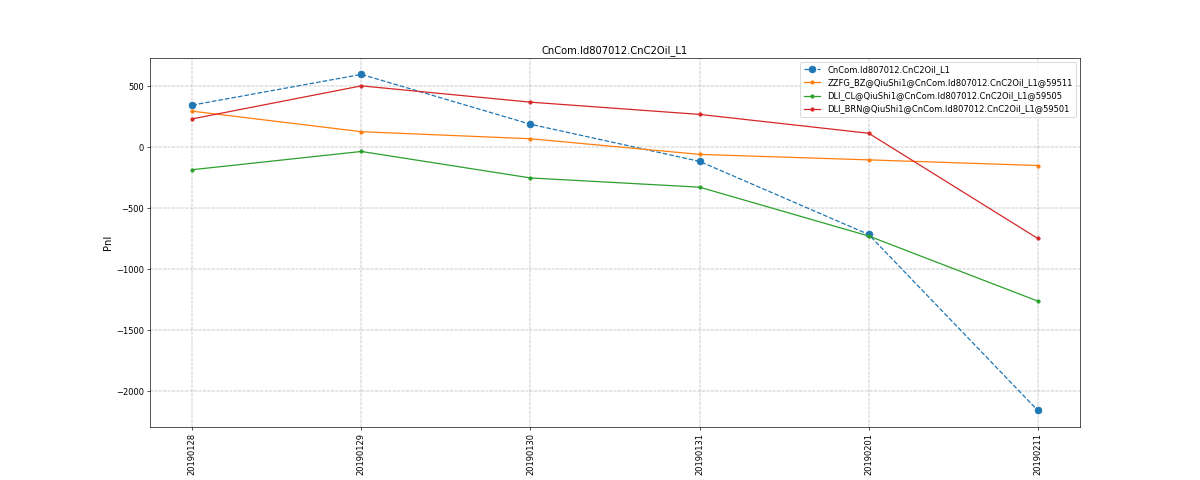 CnCom.Id807012.CnC2Oil_L1
CnCom.Id807012.CnC2Oil_L1
ZZFG_BZ@QiuShi1@CnCom.Id807012.CnC2Oil_L1@59511
DLI_CL@QiuShi1@CnCom.Id807012.CnC2Oil_L1@59505
DLI_BRN@QiuShi1@CnCom.Id807012.CnC2Oil_L1@59501
500
0
−500
−1000
−1500
−2000
Pnl
20190128
20190129
20190130
20190131
20190201
20190211